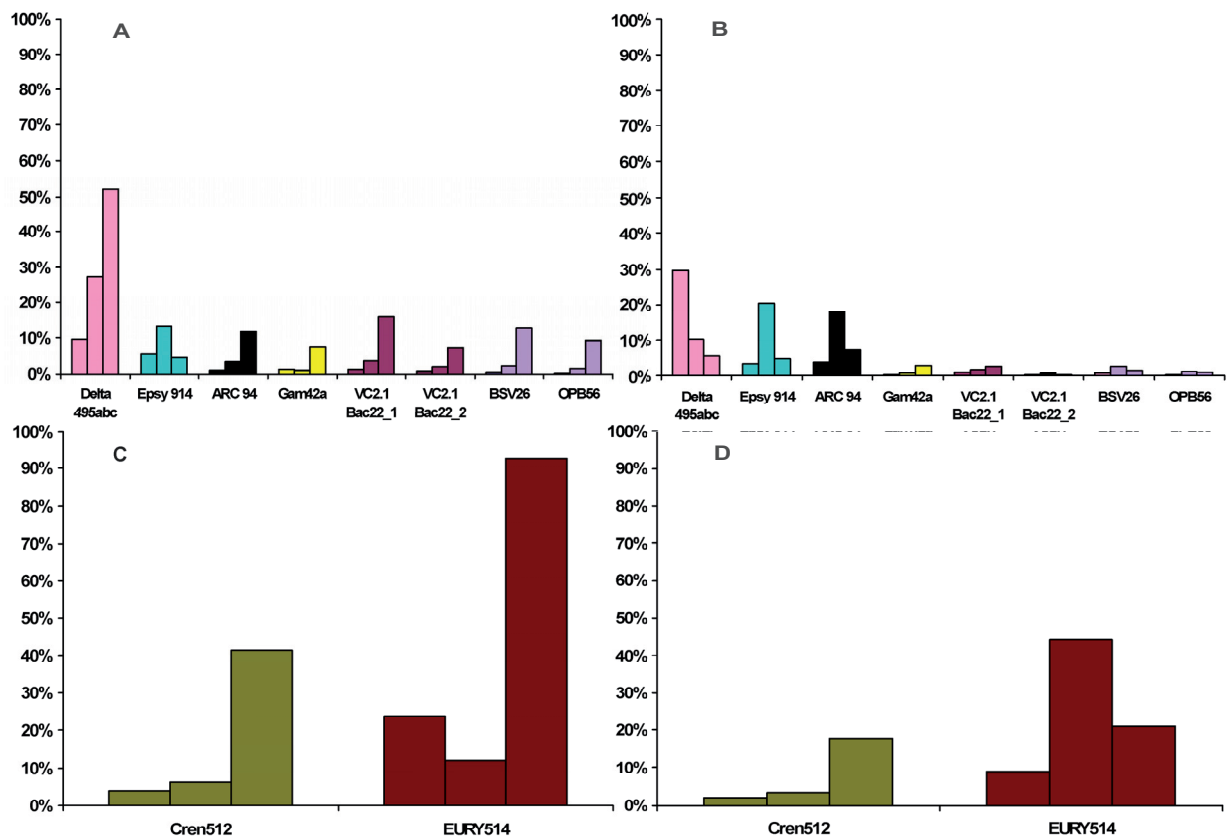 A
100%
90%
80%
70%
60%
50%
40%
30%
20%
10%
0%
Delta 495abc
Epsy 914
ARC 94
Gam42a
VC2.1 Bac22_1
VC2.1 Bac22_2
BSV26
OPB56
B
100%
90%
80%
70%
60%
50%
40%
30%
20%
10%
0%
Delta 495abc
Epsy 914
ARC 94
Gam42a
VC2.1 Bac22_1
VC2.1 Bac22_2
BSV26
OPB56
C
100%
90%
80%
70%
60%
50%
40%
30%
20%
10%
0%
Cren512
EURY514
D
100%
90%
80%
70%
60%
50%
40%
30%
20%
10%
0%
Cren512
EURY514